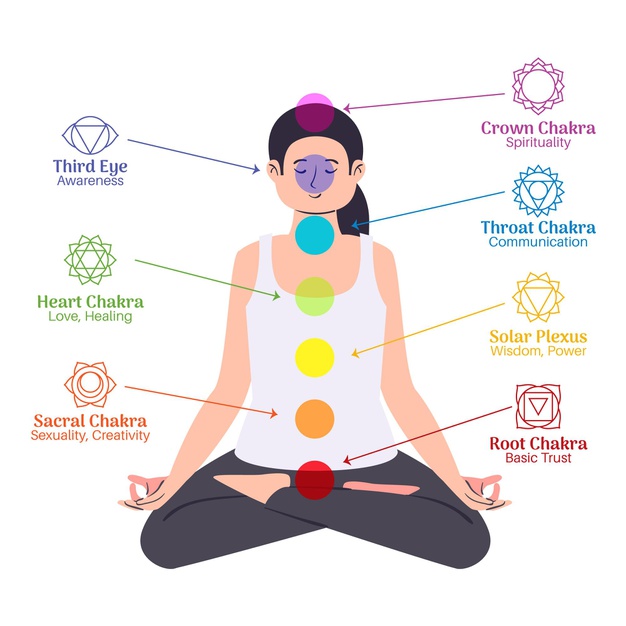 Crown Chakra
Spirituality
Third Eye
Awareness
Throat Chakra
Communication
Heart Chakra
Love, Healing
Solar Plexus
Wisdom, Power
Sacral Chakra
Sexuality, Creativity
Root Chakra
Basic Trust